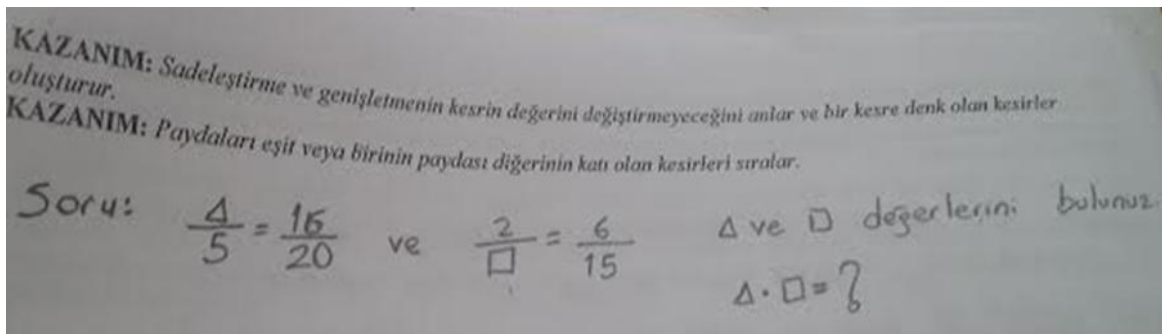 KAZANIM: Sadeleştirme ve genişletmenin kesrin değerini değiştirmeyeceğini anlar ve bir kesre denk olan kesirler
oluşturur.
KAZANIM: Paydaları eşit veya birinin paydası diğerinin katı olan kesirleri sıralar.
Soru: Δ/5 = 16/20 ve 2/□ = 6/15 Δ ve □ değerlerini bulunuz.
Δ·□=?